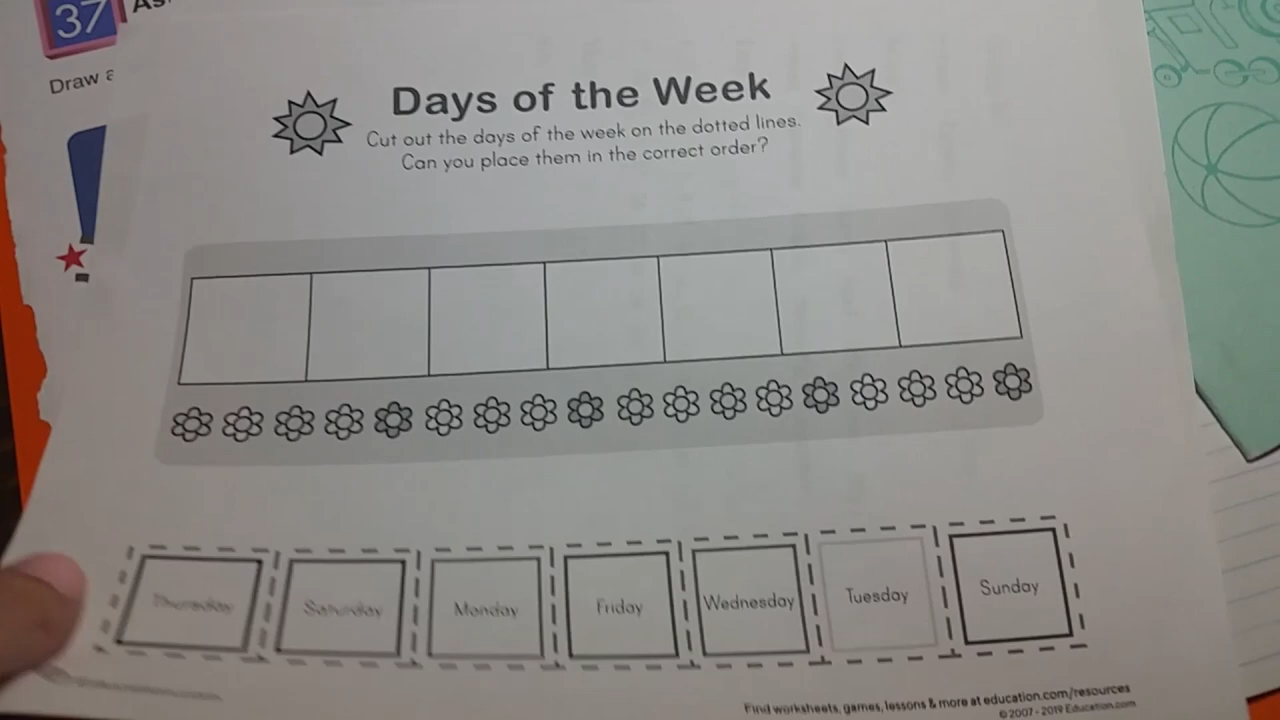 37
Draw a
Days of the Week
Cut out the days of the week on the dotted lines.
Can you place them in the correct order?
Thursday Saturday Monday Friday Wednesday Tuesday Sunday
Find worksheets, games, lessons & more at education.com/resources
© 2007 - 2019 Education.com